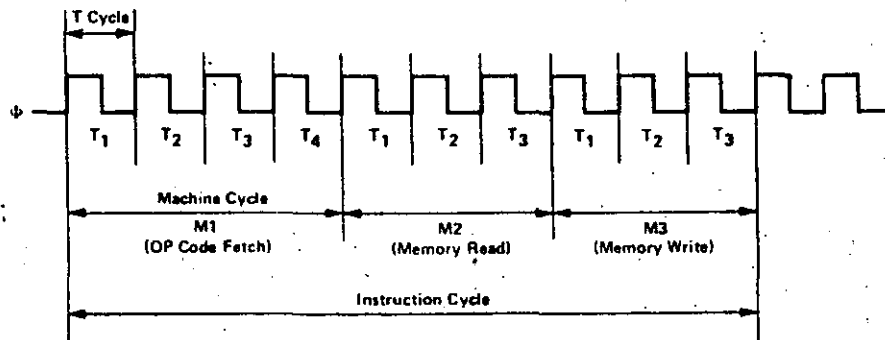 T Cycle
Φ
T1 T2 T3 T4 T1 T2 T3 T1 T2 T3
Machine Cycle
M1 M2 M3
(OP Code Fetch) (Memory Read) (Memory Write)
Instruction Cycle